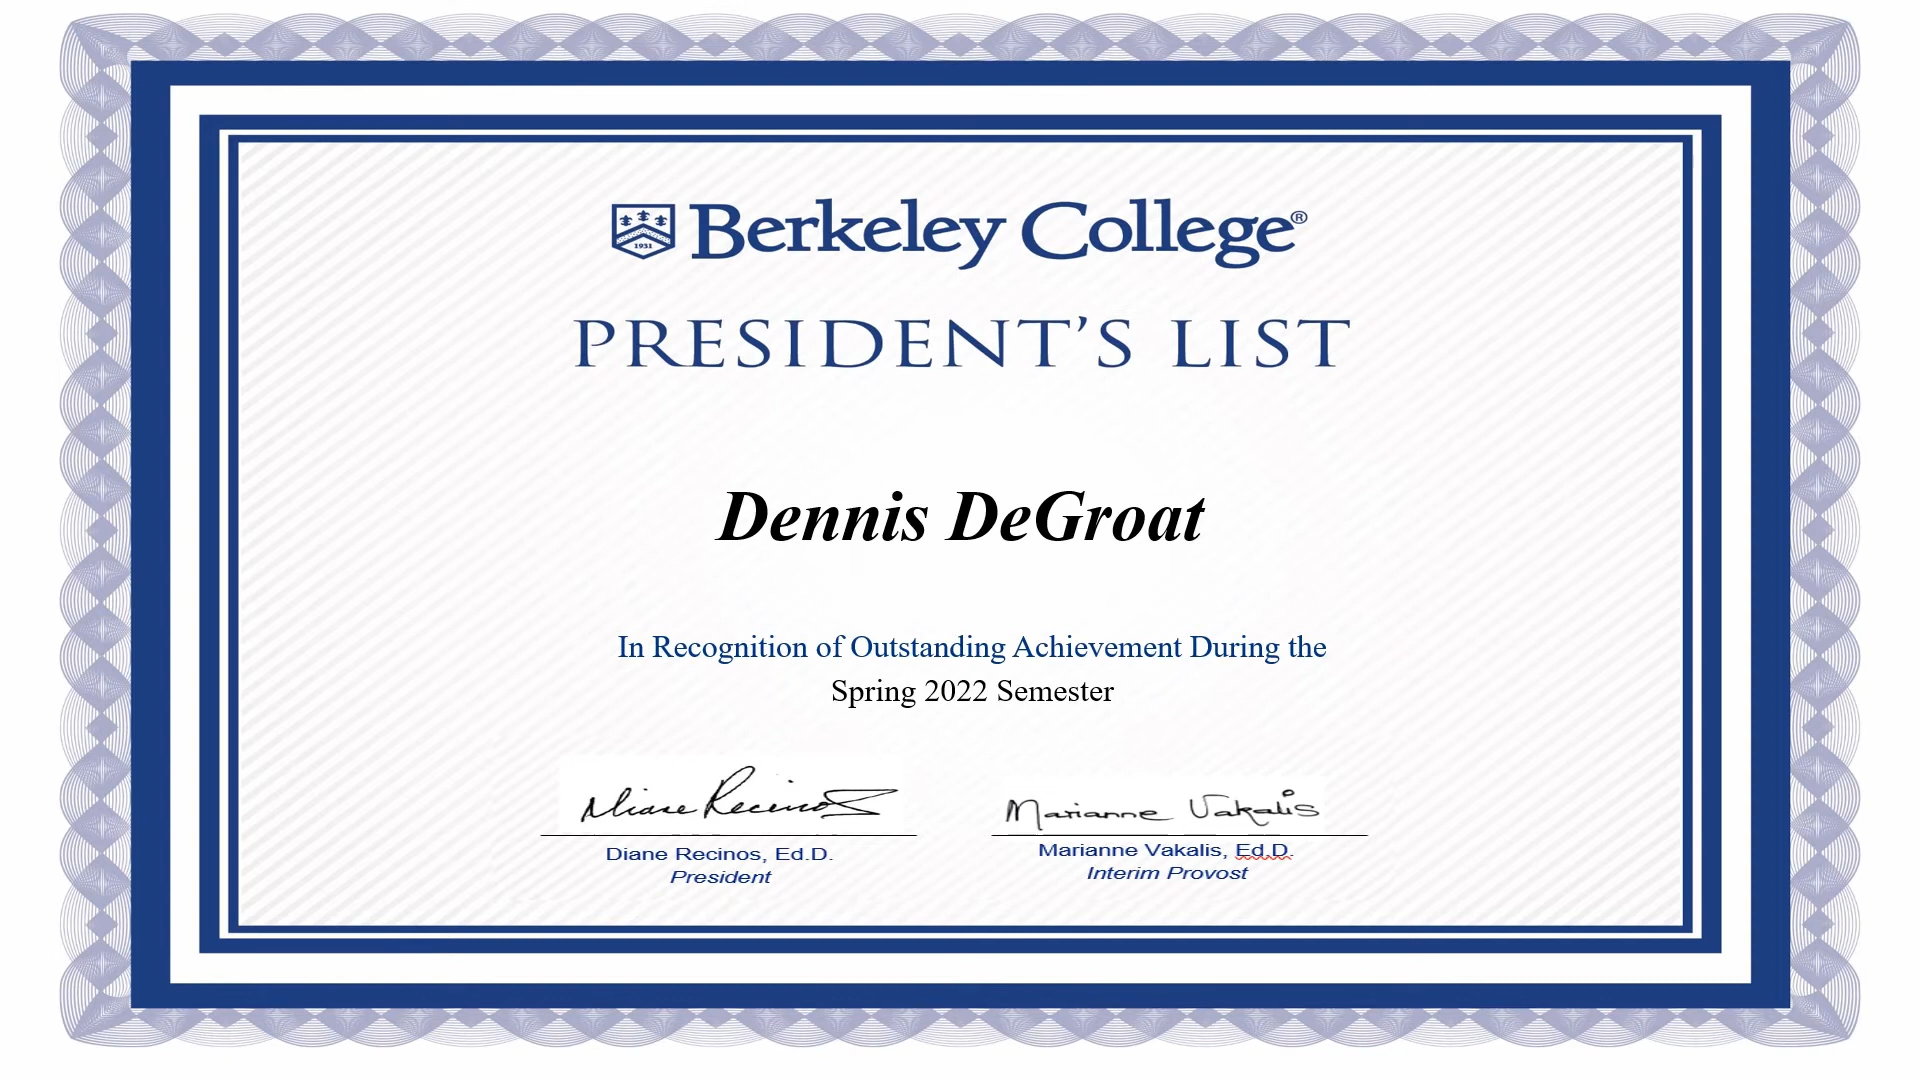 1931
Berkeley College®
PRESIDENT'S LIST
Dennis DeGroat
In Recognition of Outstanding Achievement During the
Spring 2022 Semester
Diane Recinos
Marianne Vakalis
Diane Recinos, Ed.D.
President
Marianne Vakalis, Ed.D.
Interim Provost